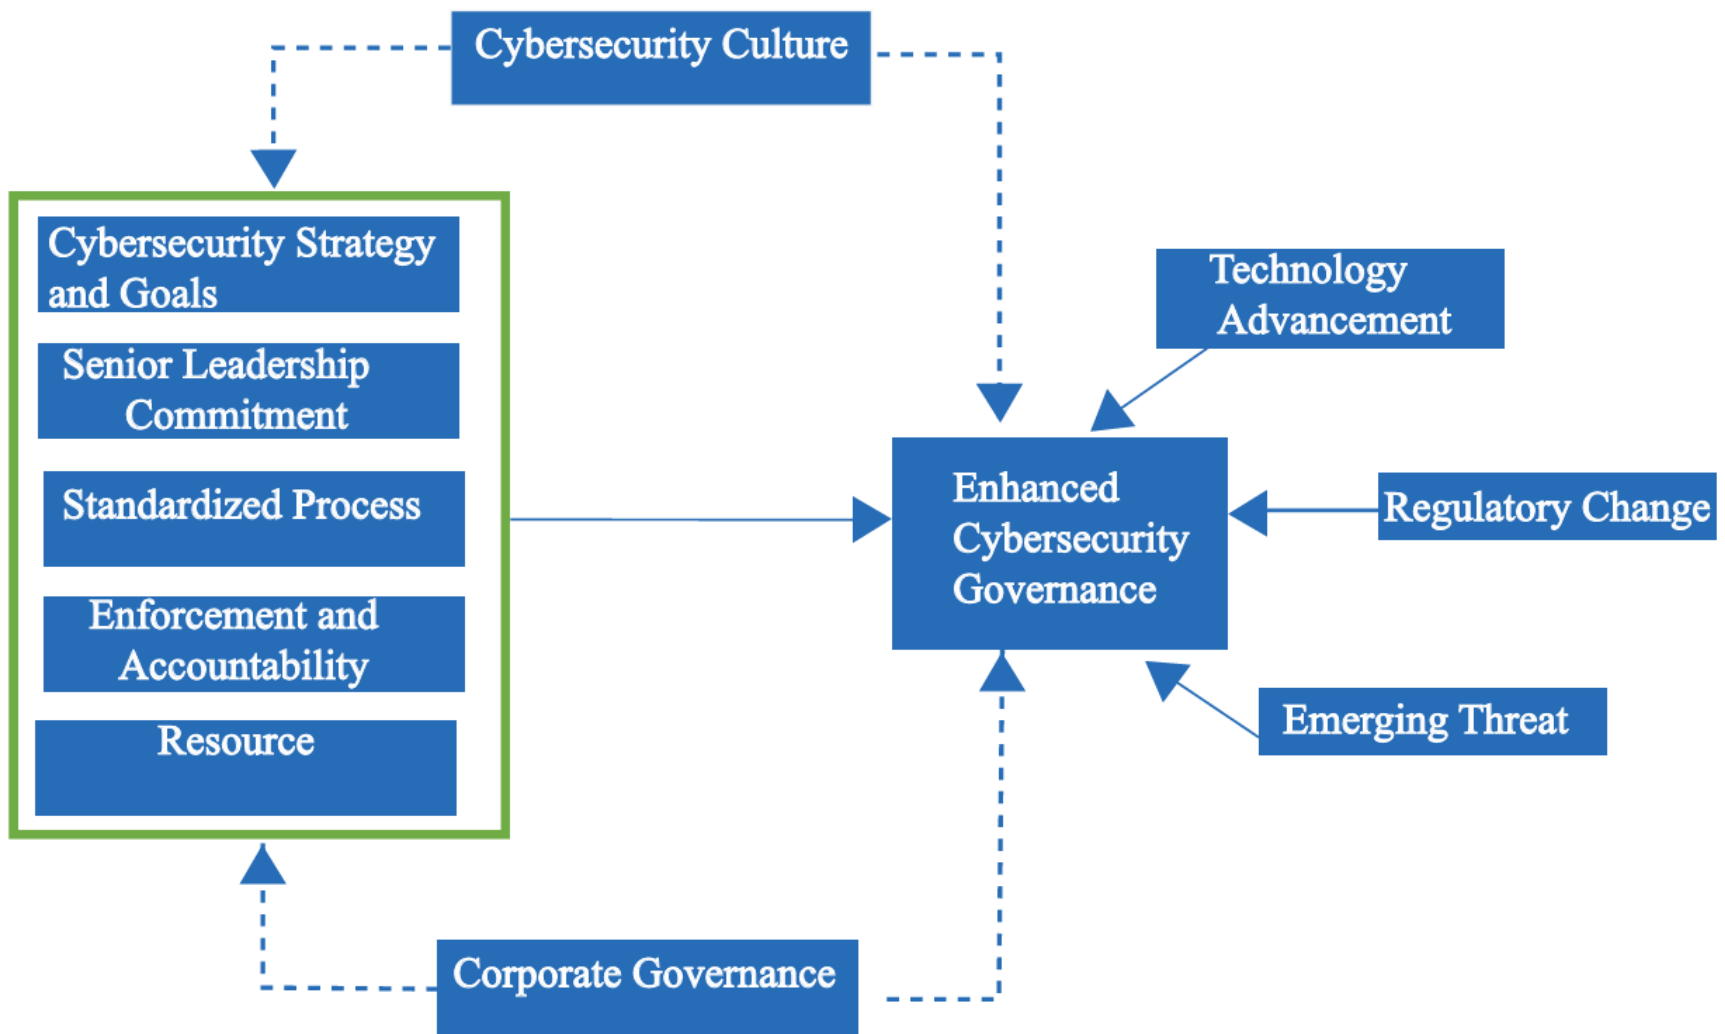 Cybersecurity Culture
Cybersecurity Strategy
and Goals
Senior Leadership
Commitment
Standardized Process
Enforcement and
Accountability
Resource
Enhanced
Cybersecurity
Governance
Technology
Advancement
Regulatory Change
Emerging Threat
Corporate Governance